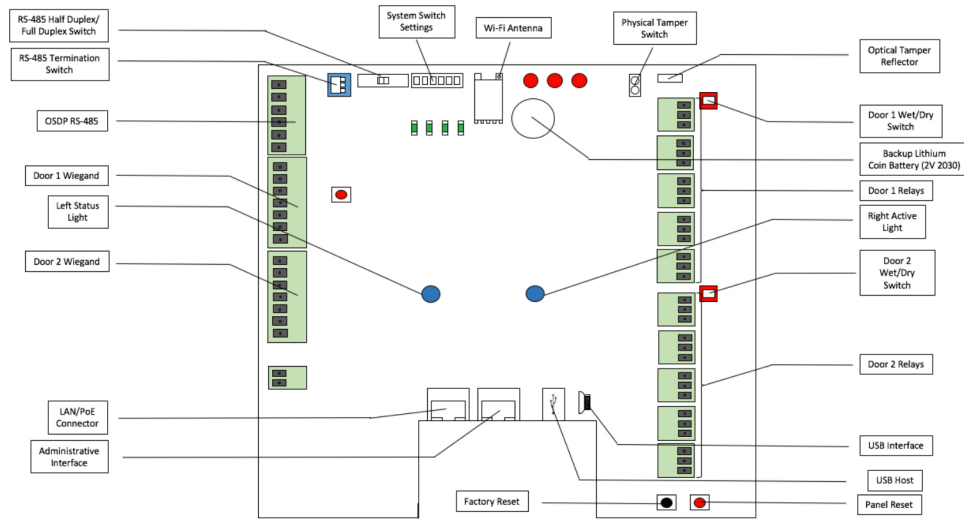 RS-485 Half Duplex/
Full Duplex Switch
System Switch
Settings
Wi-Fi Antenna
Physical Tamper
Switch
Optical Tamper
Reflector
RS-485 Termination
Switch
OSDP RS-485
Door 1 Wet/Dry
Switch
Backup Lithium
Coin Battery (2V 2030)
Door 1 Wiegand
Door 1 Relays
Left Status
Light
Right Active
Light
Door 2 Wiegand
Door 2
Wet/Dry
Switch
Door 2 Relays
LAN/PoE
Connector
Administrative
Interface
USB Interface
USB Host
Factory Reset
Panel Reset